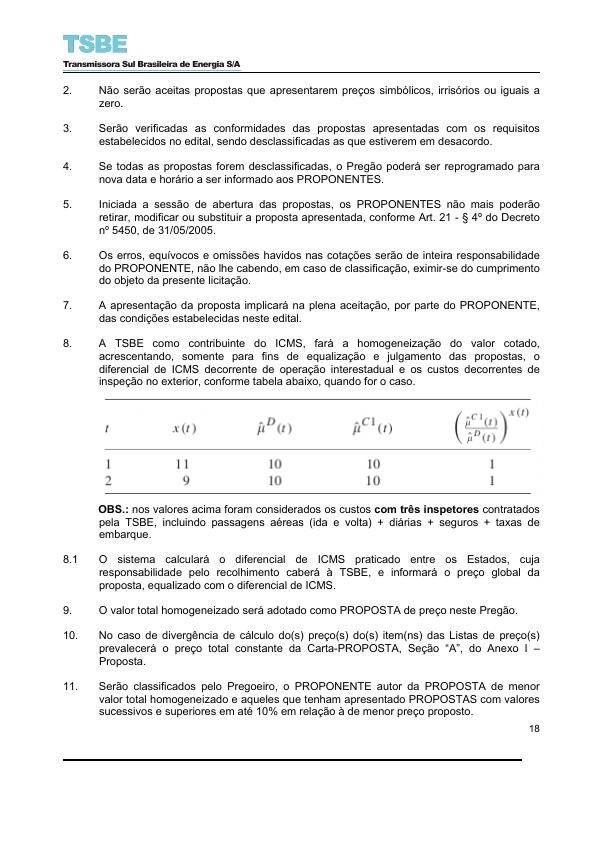 TSBE
Transmissora Sul Brasileira de Energia S/A
2. Não serão aceitas propostas que apresentarem preços simbólicos, irrisórios ou iguais a
zero.
3. Serão verificadas as conformidades das propostas apresentadas com os requisitos
estabelecidos no edital, sendo desclassificadas as que estiverem em desacordo.
4. Se todas as propostas forem desclassificadas, o Pregão poderá ser reprogramado para
nova data e horário a ser informado aos PROPONENTES.
5. Iniciada a sessão de abertura das propostas, os PROPONENTES não mais poderão
retirar, modificar ou substituir a proposta apresentada, conforme Art. 21 - § 4º do Decreto
nº 5450, de 31/05/2005.
6. Os erros, equívocos e omissões havidos nas cotações serão de inteira responsabilidade
do PROPONENTE, não lhe cabendo, em caso de classificação, eximir-se do cumprimento
do objeto da presente licitação.
7. A apresentação da proposta implicará na plena aceitação, por parte do PROPONENTE,
das condições estabelecidas neste edital.
8. A TSBE como contribuinte do ICMS, fará a homogeneização do valor cotado,
acrescentando, somente para fins de equalização e julgamento das propostas, o
diferencial de ICMS decorrente de operação interestadual e os custos decorrentes de
inspeção no exterior, conforme tabela abaixo, quando for o caso.
t x(t) μ̂^D(t) μ̂^C1(t) (μ̂^C1(t)/μ̂^D(t))^x(t)
1 11 10 10 1
2 9 10 10 1
OBS.: nos valores acima foram considerados os custos com três inspetores contratados
pela TSBE, incluindo passagens aéreas (ida e volta) + diárias + seguros + taxas de
embarque.
8.1 O sistema calculará o diferencial de ICMS praticado entre os Estados, cuja
responsabilidade pelo recolhimento caberá à TSBE, e informará o preço global da
proposta, equalizado com o diferencial de ICMS.
9. O valor total homogeneizado será adotado como PROPOSTA de preço neste Pregão.
10. No caso de divergência de cálculo do(s) preço(s) do(s) item(ns) das Listas de preço(s)
prevalecerá o preço total constante da Carta-PROPOSTA, Seção “A”, do Anexo I –
Proposta.
11. Serão classificados pelo Pregoeiro, o PROPONENTE autor da PROPOSTA de menor
valor total homogeneizado e aqueles que tenham apresentado PROPOSTAS com valores
sucessivos e superiores em até 10% em relação à de menor preço proposto.
18